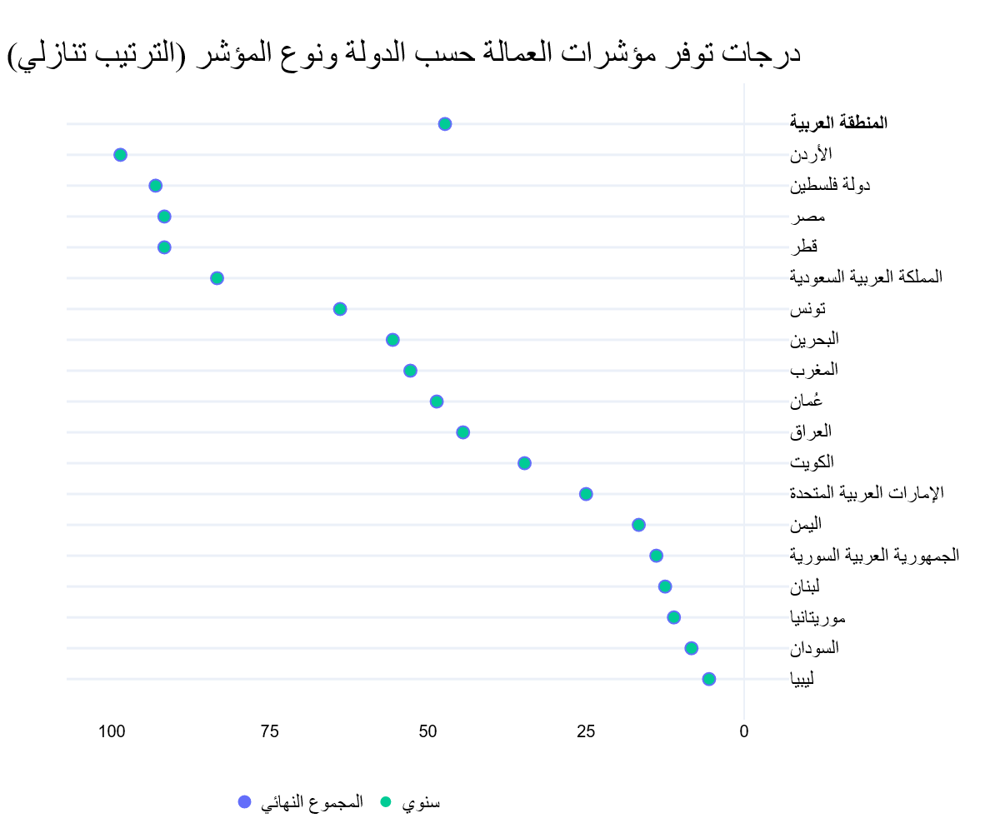 درجات توفر مؤشرات العمالة حسب الدولة ونوع المؤشر (الترتيب تنازلي)
المنطقة العربية
الأردن
دولة فلسطين
مصر
قطر
المملكة العربية السعودية
تونس
البحرين
المغرب
عُمان
العراق
الكويت
الإمارات العربية المتحدة
اليمن
الجمهورية العربية السورية
لبنان
موريتانيا
السودان
ليبيا
0 25 50 75 100
سنوي المجموع النهائي